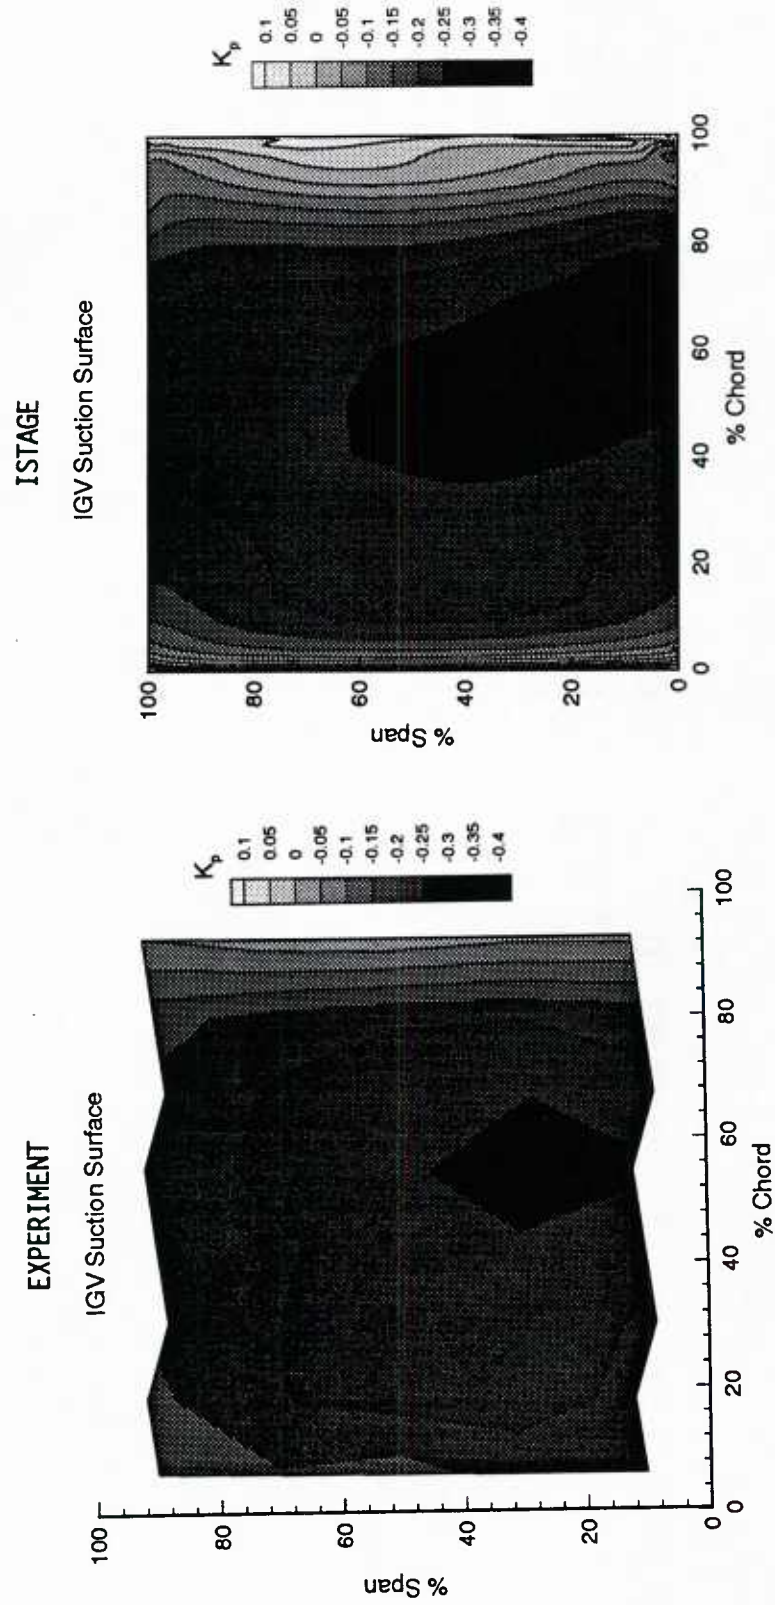 EXPERIMENT
IGV Suction Surface
% Span
100
80
60
40
20
0
0 20 40 60 80 100
% Chord
Kp
0.1
0.05
0
-0.05
-0.1
-0.15
-0.2
-0.25
-0.3
-0.35
-0.4
ISTAGE
IGV Suction Surface
% Span
100
80
60
40
20
0
0 20 40 60 80 100
% Chord
Kp
0.1
0.05
0
-0.05
-0.1
-0.15
-0.2
-0.25
-0.3
-0.35
-0.4